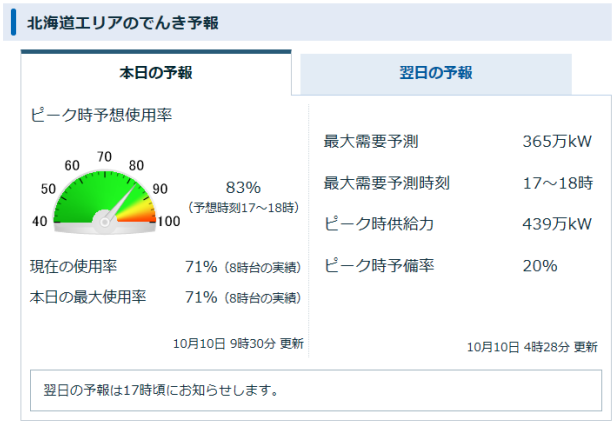 北海道エリアのでんき予報
本日の予報
翌日の予報
ピーク時予想使用率
40
50
60
70
80
90
100
83%
（予想時刻17～18時）
現在の使用率 71%（8時台の実績）
本日の最大使用率 71%（8時台の実績）
10月10日 9時30分 更新
最大需要予測 365万kW
最大需要予測時刻 17～18時
ピーク時供給力 439万kW
ピーク時予備率 20%
10月10日 4時28分 更新
翌日の予報は17時頃にお知らせします。